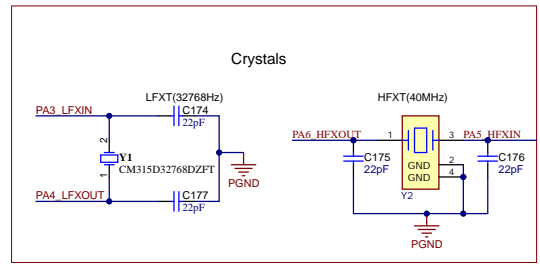 Crystals
LFXT(32768Hz)
PA3_LFXIN
C174
22pF
2
Y1
CM315D32768DZFT
1
PA4_LFXOUT
C177
22pF
PGND
HFXT(40MHz)
PA6_HFXOUT
1
3
PA5_HFXIN
C175
22pF
GND
2
GND
4
C176
22pF
Y2
PGND